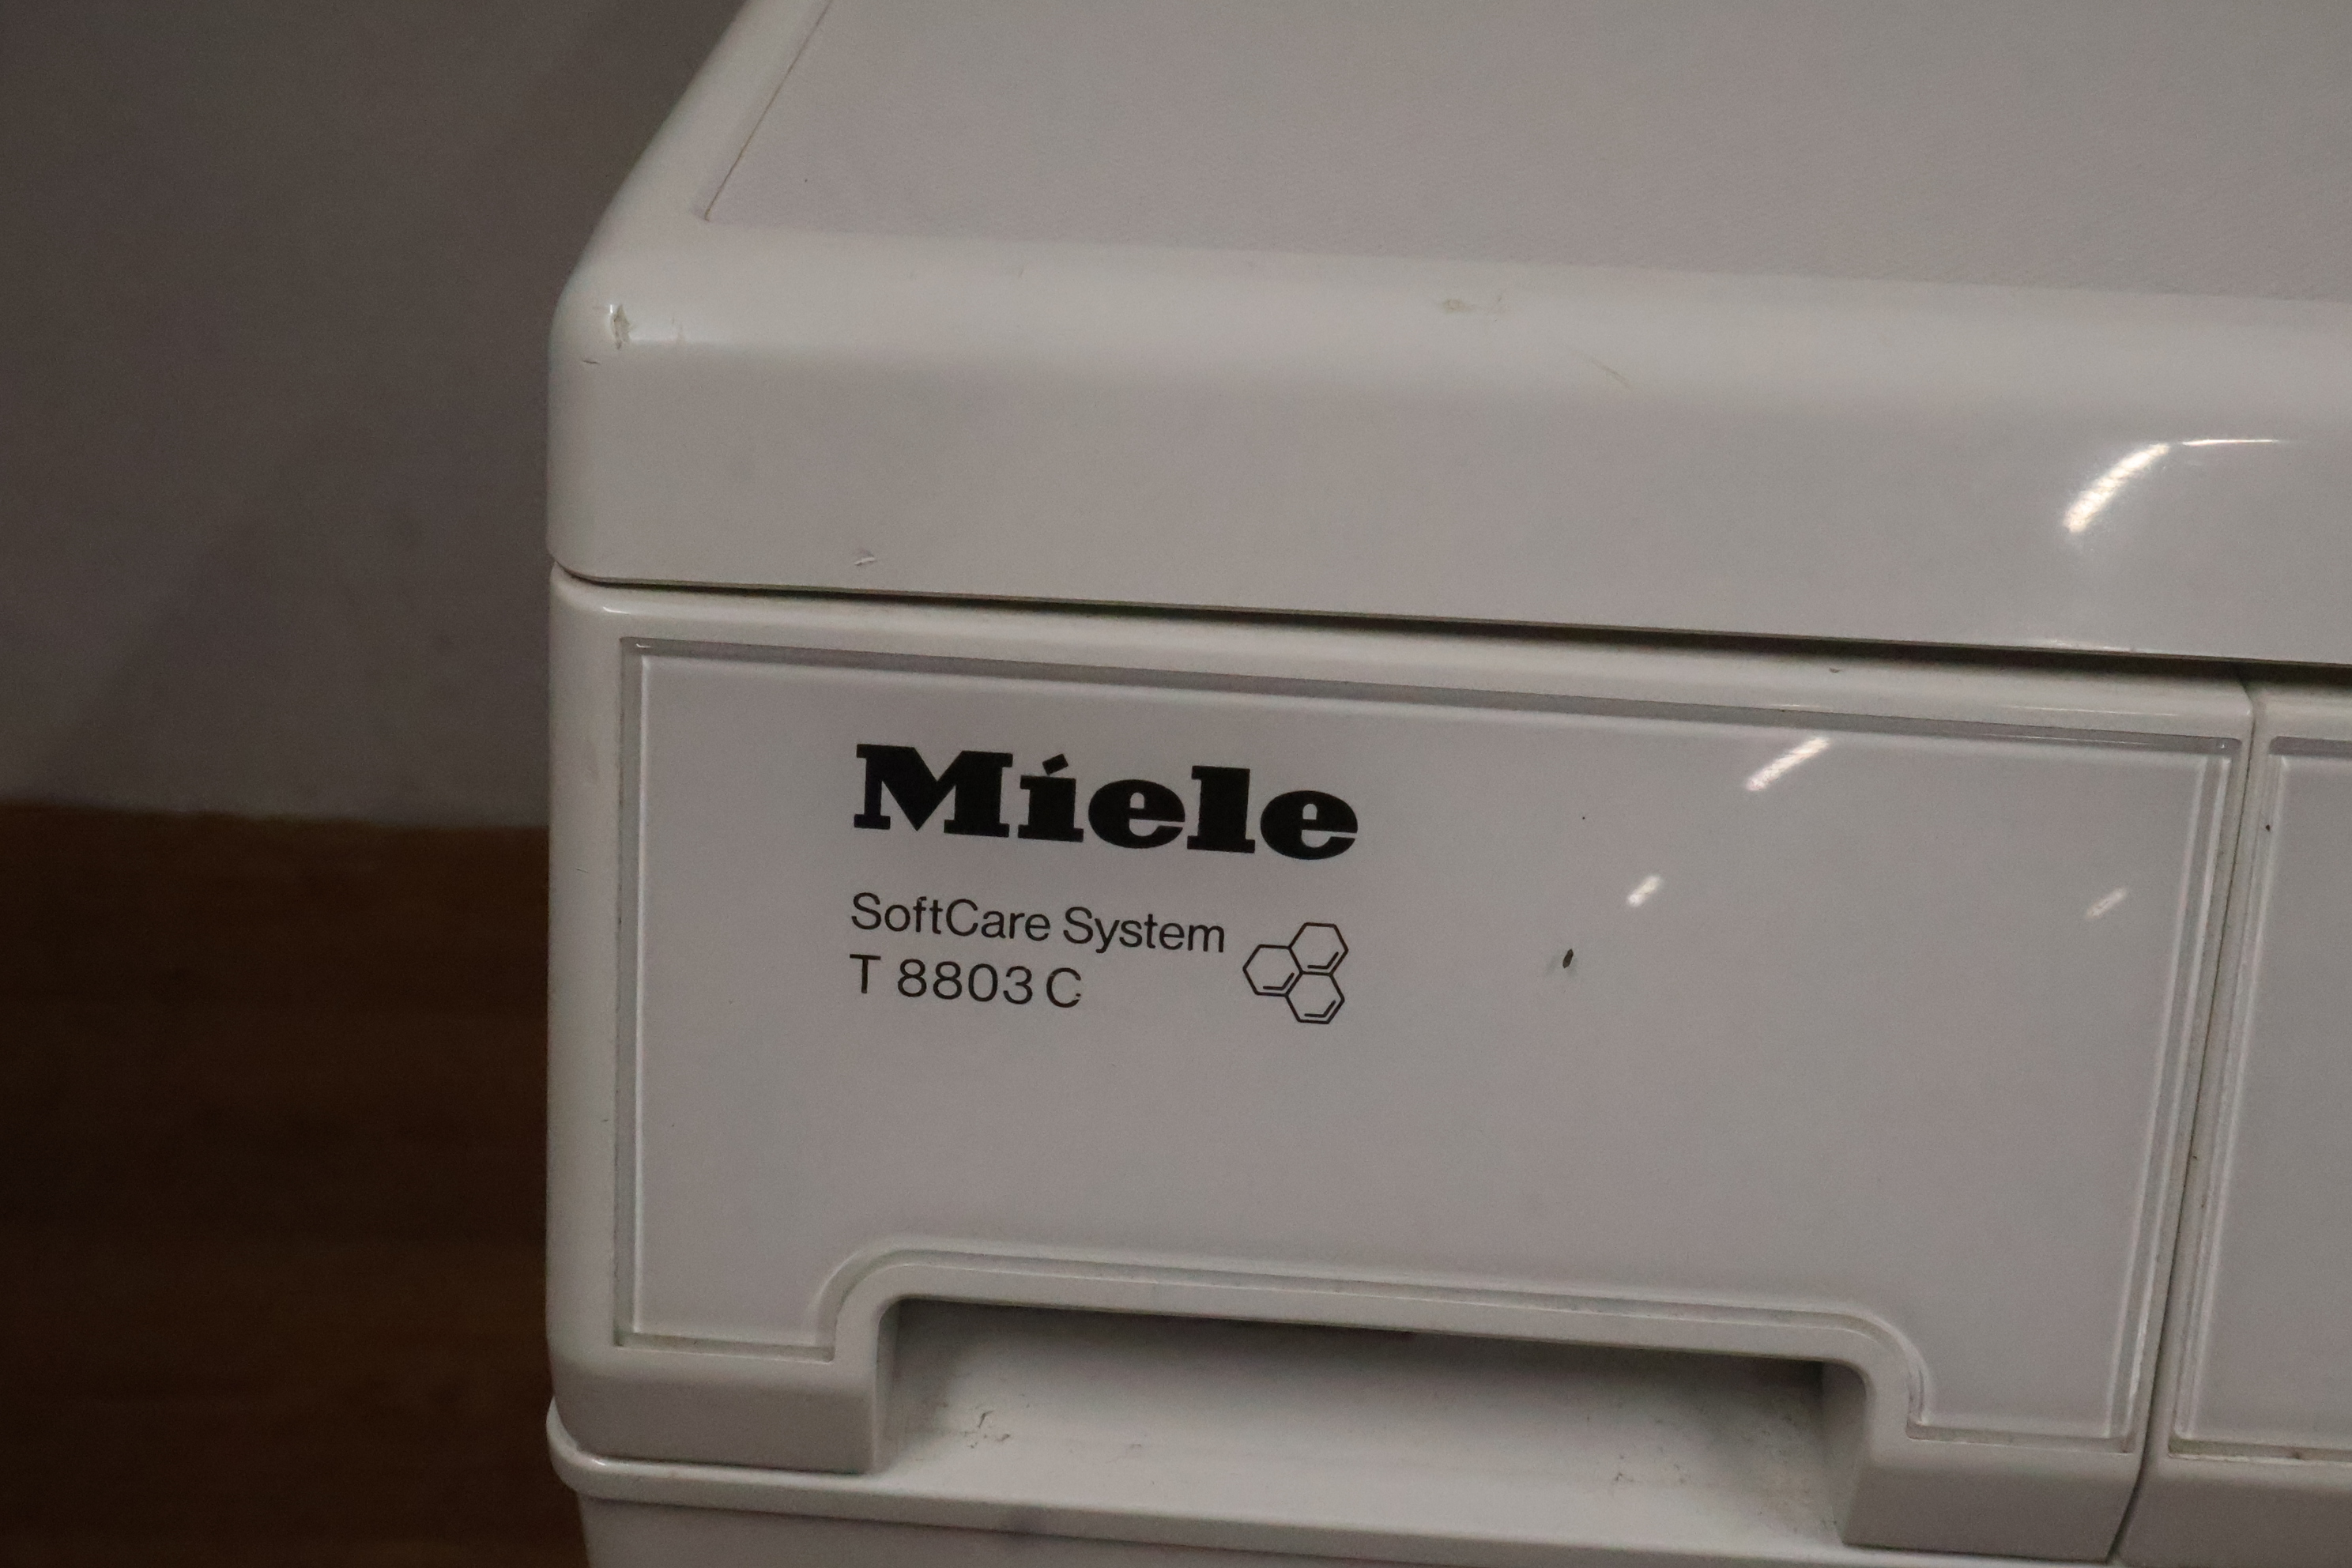 Miele
SoftCare System
T 8803 C